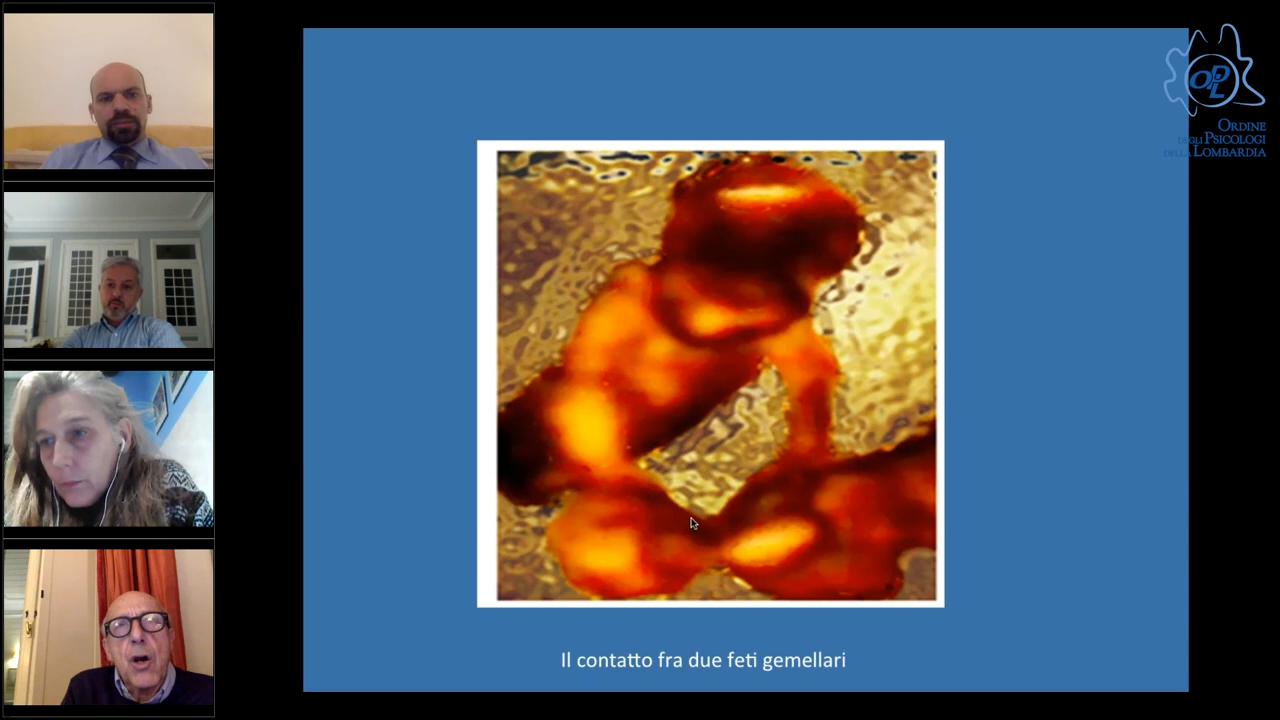 OPL
ORDINE
DEGLI PSICOLOGI
DELLA LOMBARDIA
Il contatto fra due feti gemellari